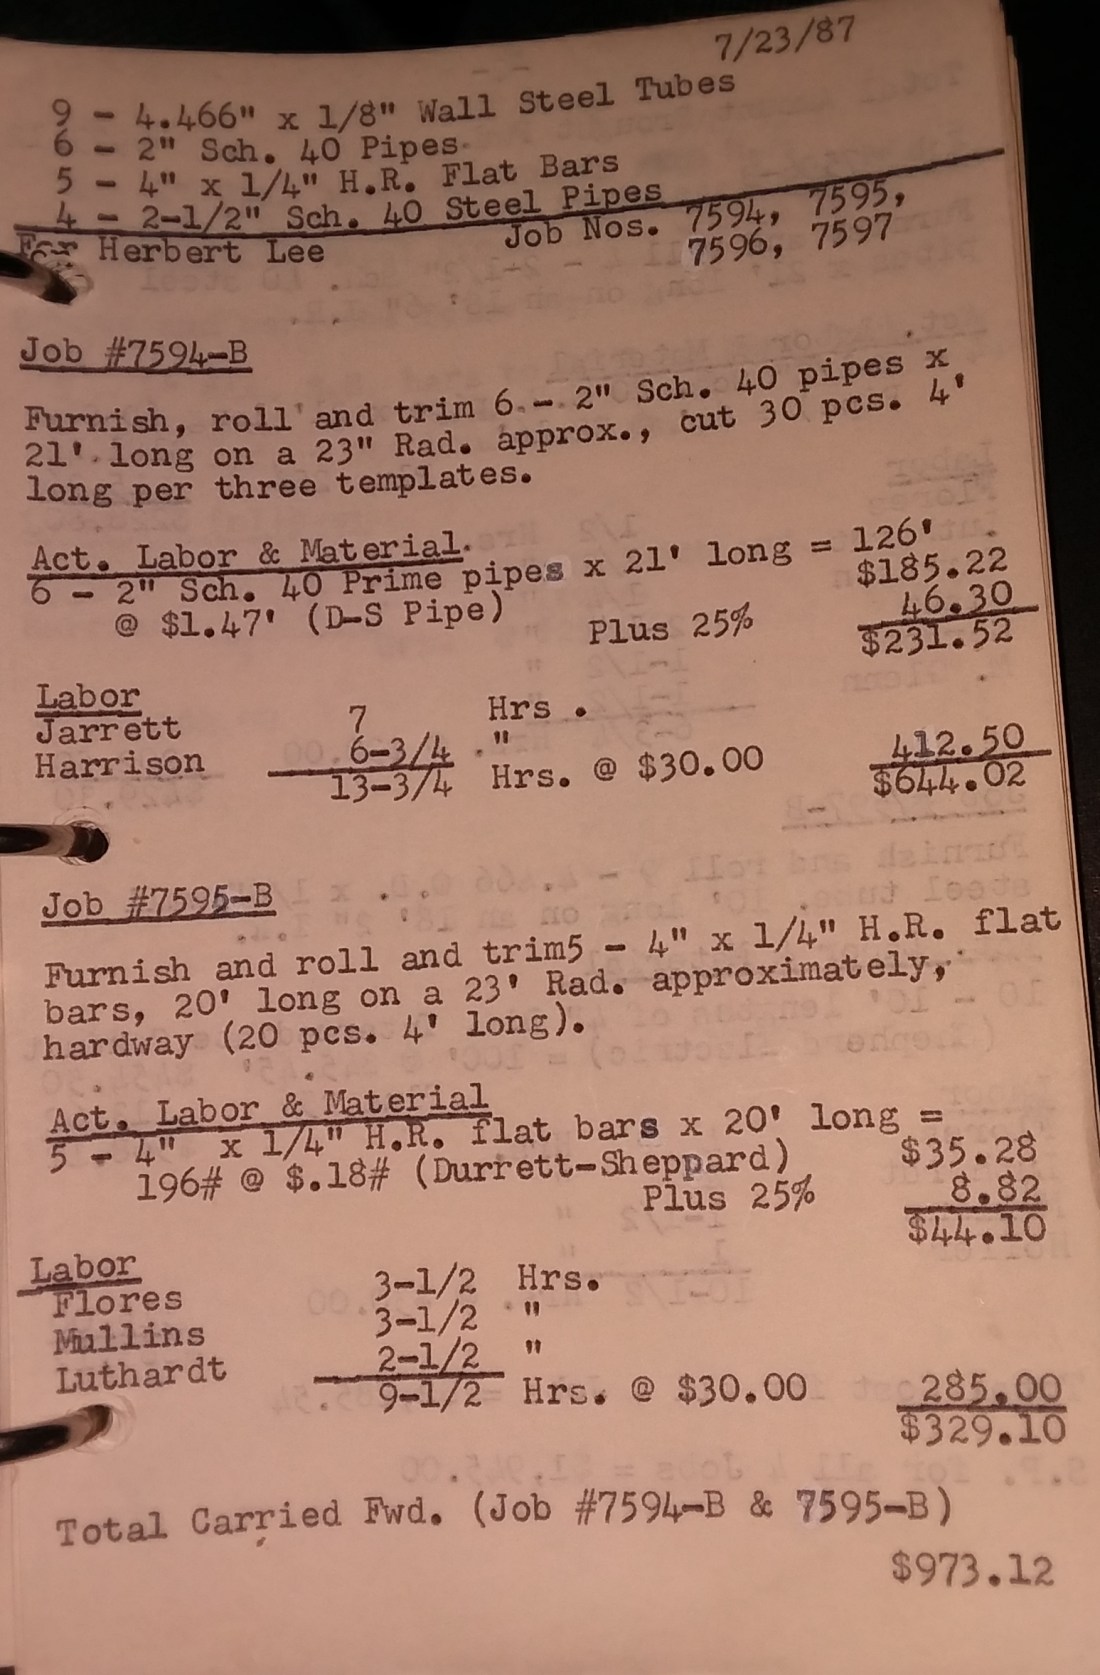 7/23/87
9 - 4.466" x 1/8" Wall Steel Tubes
6 - 2" Sch. 40 Pipes
5 - 4" x 1/4" H.R. Flat Bars
4 - 2-1/2" Sch. 40 Steel Pipes
For Herbert Lee Job Nos. 7594, 7595,
7596, 7597
Job #7594-B
Furnish, roll and trim 6 - 2" Sch. 40 pipes x
21' long on a 23" Rad. approx., cut 30 pcs. 4'
long per three templates.
Act. Labor & Material
6 - 2" Sch. 40 Prime pipes x 21' long = 126'
@ $1.47' (D-S Pipe) $185.22
Plus 25% 46.30
$231.52
Labor
Jarrett 7 Hrs.
Harrison 6-3/4 "
13-3/4 Hrs. @ $30.00 412.50
$644.02
Job #7595-B
Furnish and roll and trim5 - 4" x 1/4" H.R. flat
bars, 20' long on a 23' Rad. approximately,
hardway (20 pcs. 4' long).
Act. Labor & Material
5 - 4" x 1/4" H.R. flat bars x 20' long =
196# @ $.18# (Durrett-Sheppard) $35.28
Plus 25% 8.82
$44.10
Labor
Flores 3-1/2 Hrs.
Mullins 3-1/2 "
Luthardt 2-1/2 "
9-1/2 Hrs. @ $30.00 285.00
$329.10
Total Carried Fwd. (Job #7594-B & 7595-B)
$973.12